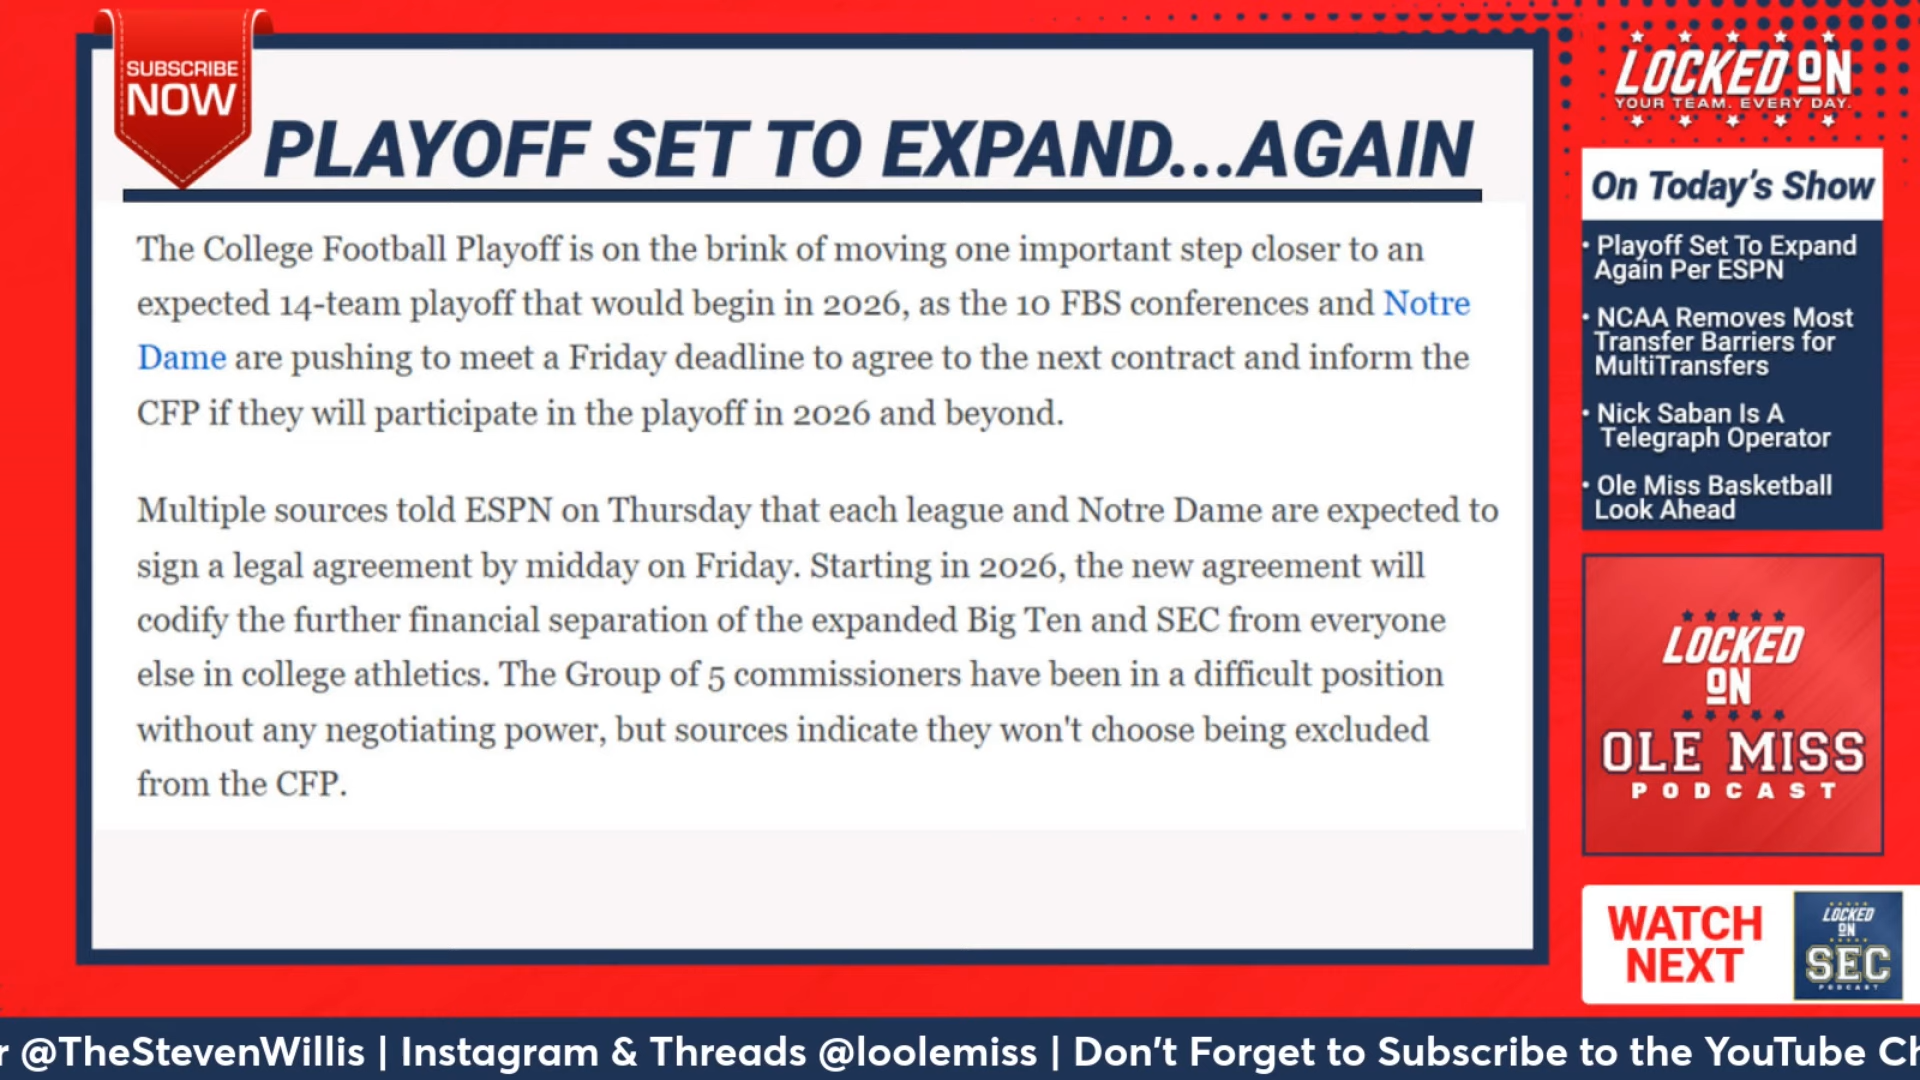 SUBSCRIBE
NOW
PLAYOFF SET TO EXPAND...AGAIN
The College Football Playoff is on the brink of moving one important step closer to an
expected 14-team playoff that would begin in 2026, as the 10 FBS conferences and Notre
Dame are pushing to meet a Friday deadline to agree to the next contract and inform the
CFP if they will participate in the playoff in 2026 and beyond.
Multiple sources told ESPN on Thursday that each league and Notre Dame are expected to
sign a legal agreement by midday on Friday. Starting in 2026, the new agreement will
codify the further financial separation of the expanded Big Ten and SEC from everyone
else in college athletics. The Group of 5 commissioners have been in a difficult position
without any negotiating power, but sources indicate they won't choose being excluded
from the CFP.
LOCKED ON
YOUR TEAM. EVERY DAY.
On Today's Show
• Playoff Set To Expand
Again Per ESPN
• NCAA Removes Most
Transfer Barriers for
MultiTransfers
• Nick Saban Is A
Telegraph Operator
• Ole Miss Basketball
Look Ahead
LOCKED
ON
OLE MISS
PODCAST
WATCH
NEXT
LOCKED
ON
SEC
PODCAST
r @TheStevenWillis | Instagram & Threads @loolemiss | Don't Forget to Subscribe to the YouTube Ch